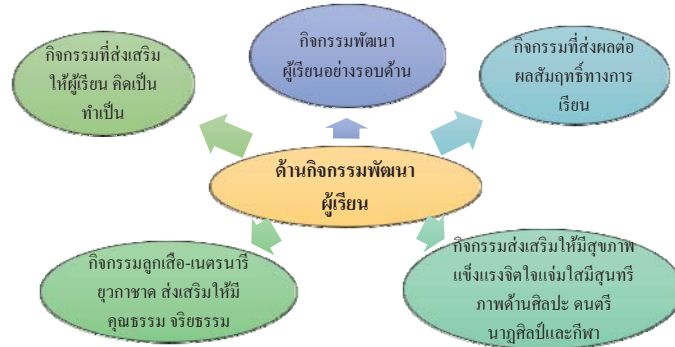 กิจกรรมที่ส่งเสริม
ให้ผู้เรียน คิดเป็น
ทำเป็น
กิจกรรมพัฒนา
ผู้เรียนอย่างรอบด้าน
กิจกรรมที่ส่งผลต่อ
ผลสัมฤทธิ์ทางการ
เรียน
ด้านกิจกรรมพัฒนา
ผู้เรียน
กิจกรรมลูกเสือ-เนตรนารี
ยุวกาชาด ส่งเสริมให้มี
คุณธรรม จริยธรรม
กิจกรรมส่งเสริมให้มีสุขภาพ
แข็งแรงจิตใจแจ่มใสมีสุนทรี
ภาพด้านศิลปะ ดนตรี
นาฏศิลป์และกีฬา